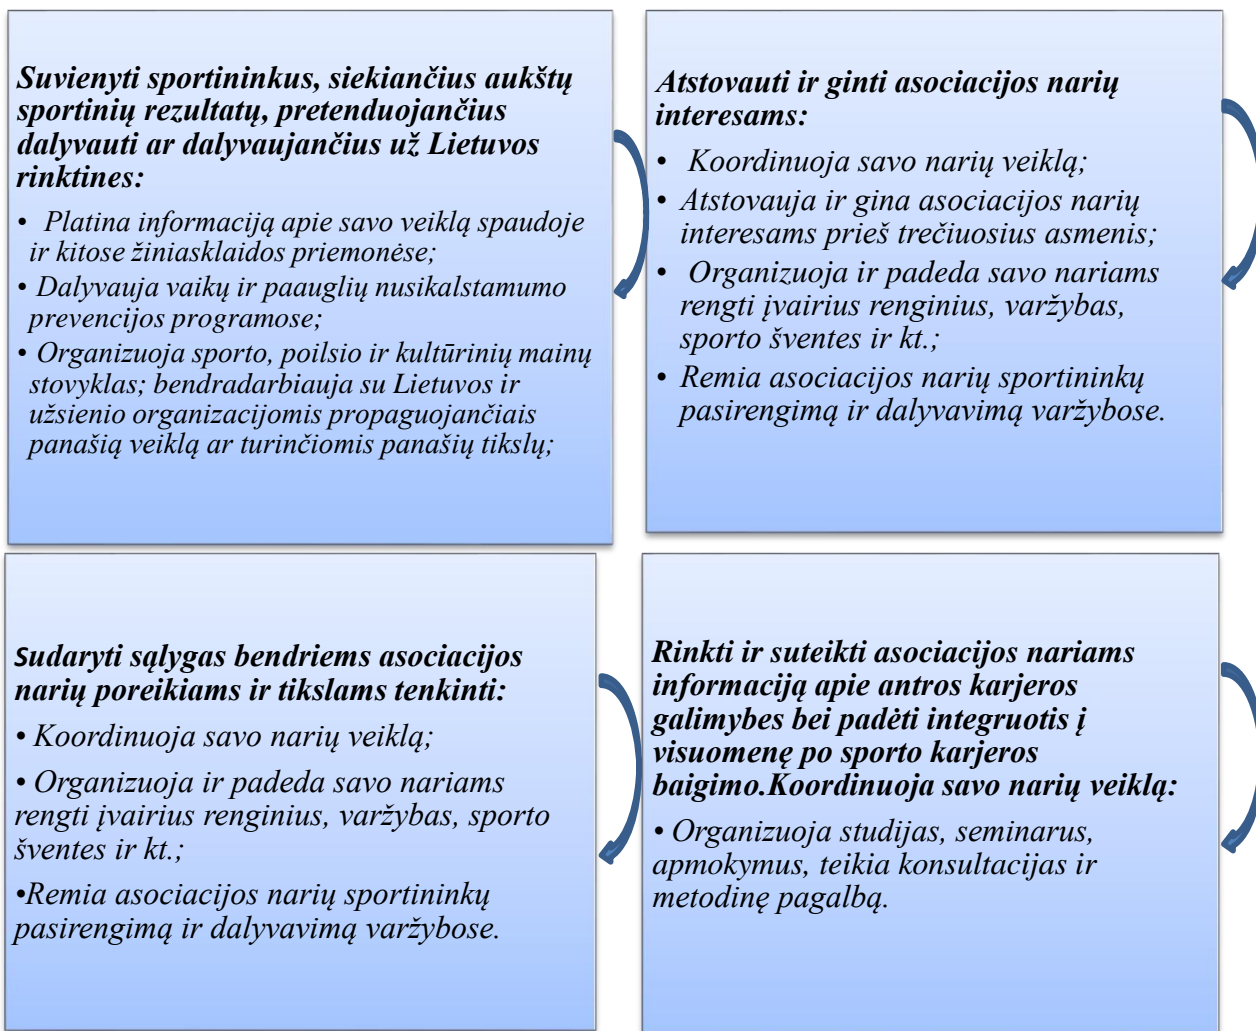 Suvienyti sportininkus, siekiančius aukštų
sportinių rezultatų, pretenduojančius
dalyvauti ar dalyvaujančius už Lietuvos
rinktines:
• Platina informaciją apie savo veiklą spaudoje
ir kitose žiniasklaidos priemonėse;
• Dalyvauja vaikų ir paauglių nusikalstamumo
prevencijos programose;
• Organizuoja sporto, poilsio ir kultūrinių mainų
stovyklas; bendradarbiauja su Lietuvos ir
užsienio organizacijomis propaguojančiais
panašią veiklą ar turinčiomis panašių tikslų;
Atstovauti ir ginti asociacijos narių
interesams:
• Koordinuoja savo narių veiklą;
• Atstovauja ir gina asociacijos narių
interesams prieš trečiuosius asmenis;
• Organizuoja ir padeda savo nariams
rengti įvairius renginius, varžybas,
sporto šventes ir kt.;
• Remia asociacijos narių sportininkų
pasirengimą ir dalyvavimą varžybose.
Sudaryti sąlygas bendriems asociacijos
narių poreikiams ir tikslams tenkinti:
• Koordinuoja savo narių veiklą;
• Organizuoja ir padeda savo nariams
rengti įvairius renginius, varžybas, sporto
šventes ir kt.;
•Remia asociacijos narių sportininkų
pasirengimą ir dalyvavimą varžybose.
Rinkti ir suteikti asociacijos nariams
informaciją apie antros karjeros
galimybes bei padėti integruotis į
visuomenę po sporto karjeros
baigimo.Koordinuoja savo narių veiklą:
• Organizuoja studijas, seminarus,
apmokymus, teikia konsultacijas ir
metodinę pagalbą.